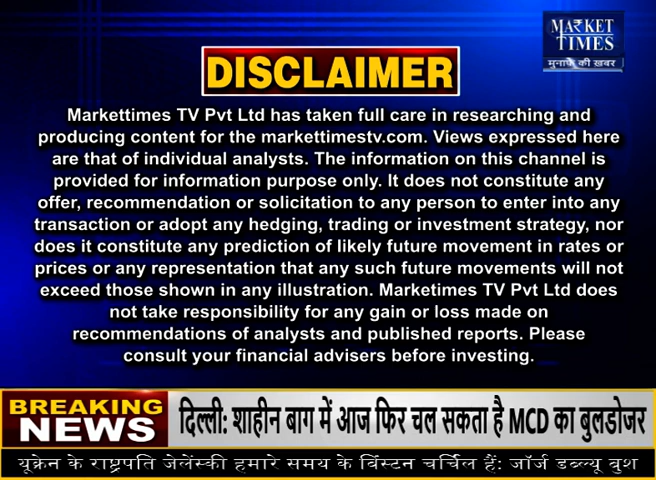 MARKET
TIMES
मुनाफे की ख़बर
DISCLAIMER
Markettimes TV Pvt Ltd has taken full care in researching and
producing content for the markettimestv.com. Views expressed here
are that of individual analysts. The information on this channel is
provided for information purpose only. It does not constitute any
offer, recommendation or solicitation to any person to enter into any
transaction or adopt any hedging, trading or investment strategy, nor
does it constitute any prediction of likely future movement in rates or
prices or any representation that any such future movements will not
exceed those shown in any illustration. Marketimes TV Pvt Ltd does
not take responsibility for any gain or loss made on
recommendations of analysts and published reports. Please
consult your financial advisers before investing.
BREAKING
NEWS
दिल्ली: शाहीन बाग में आज फिर चल सकता है MCD का बुलडोजर
यूक्रेन के राष्ट्रपति जेलेंस्की हमारे समय के विंस्टन चर्चिल हैं: जॉर्ज डब्ल्यू बुश